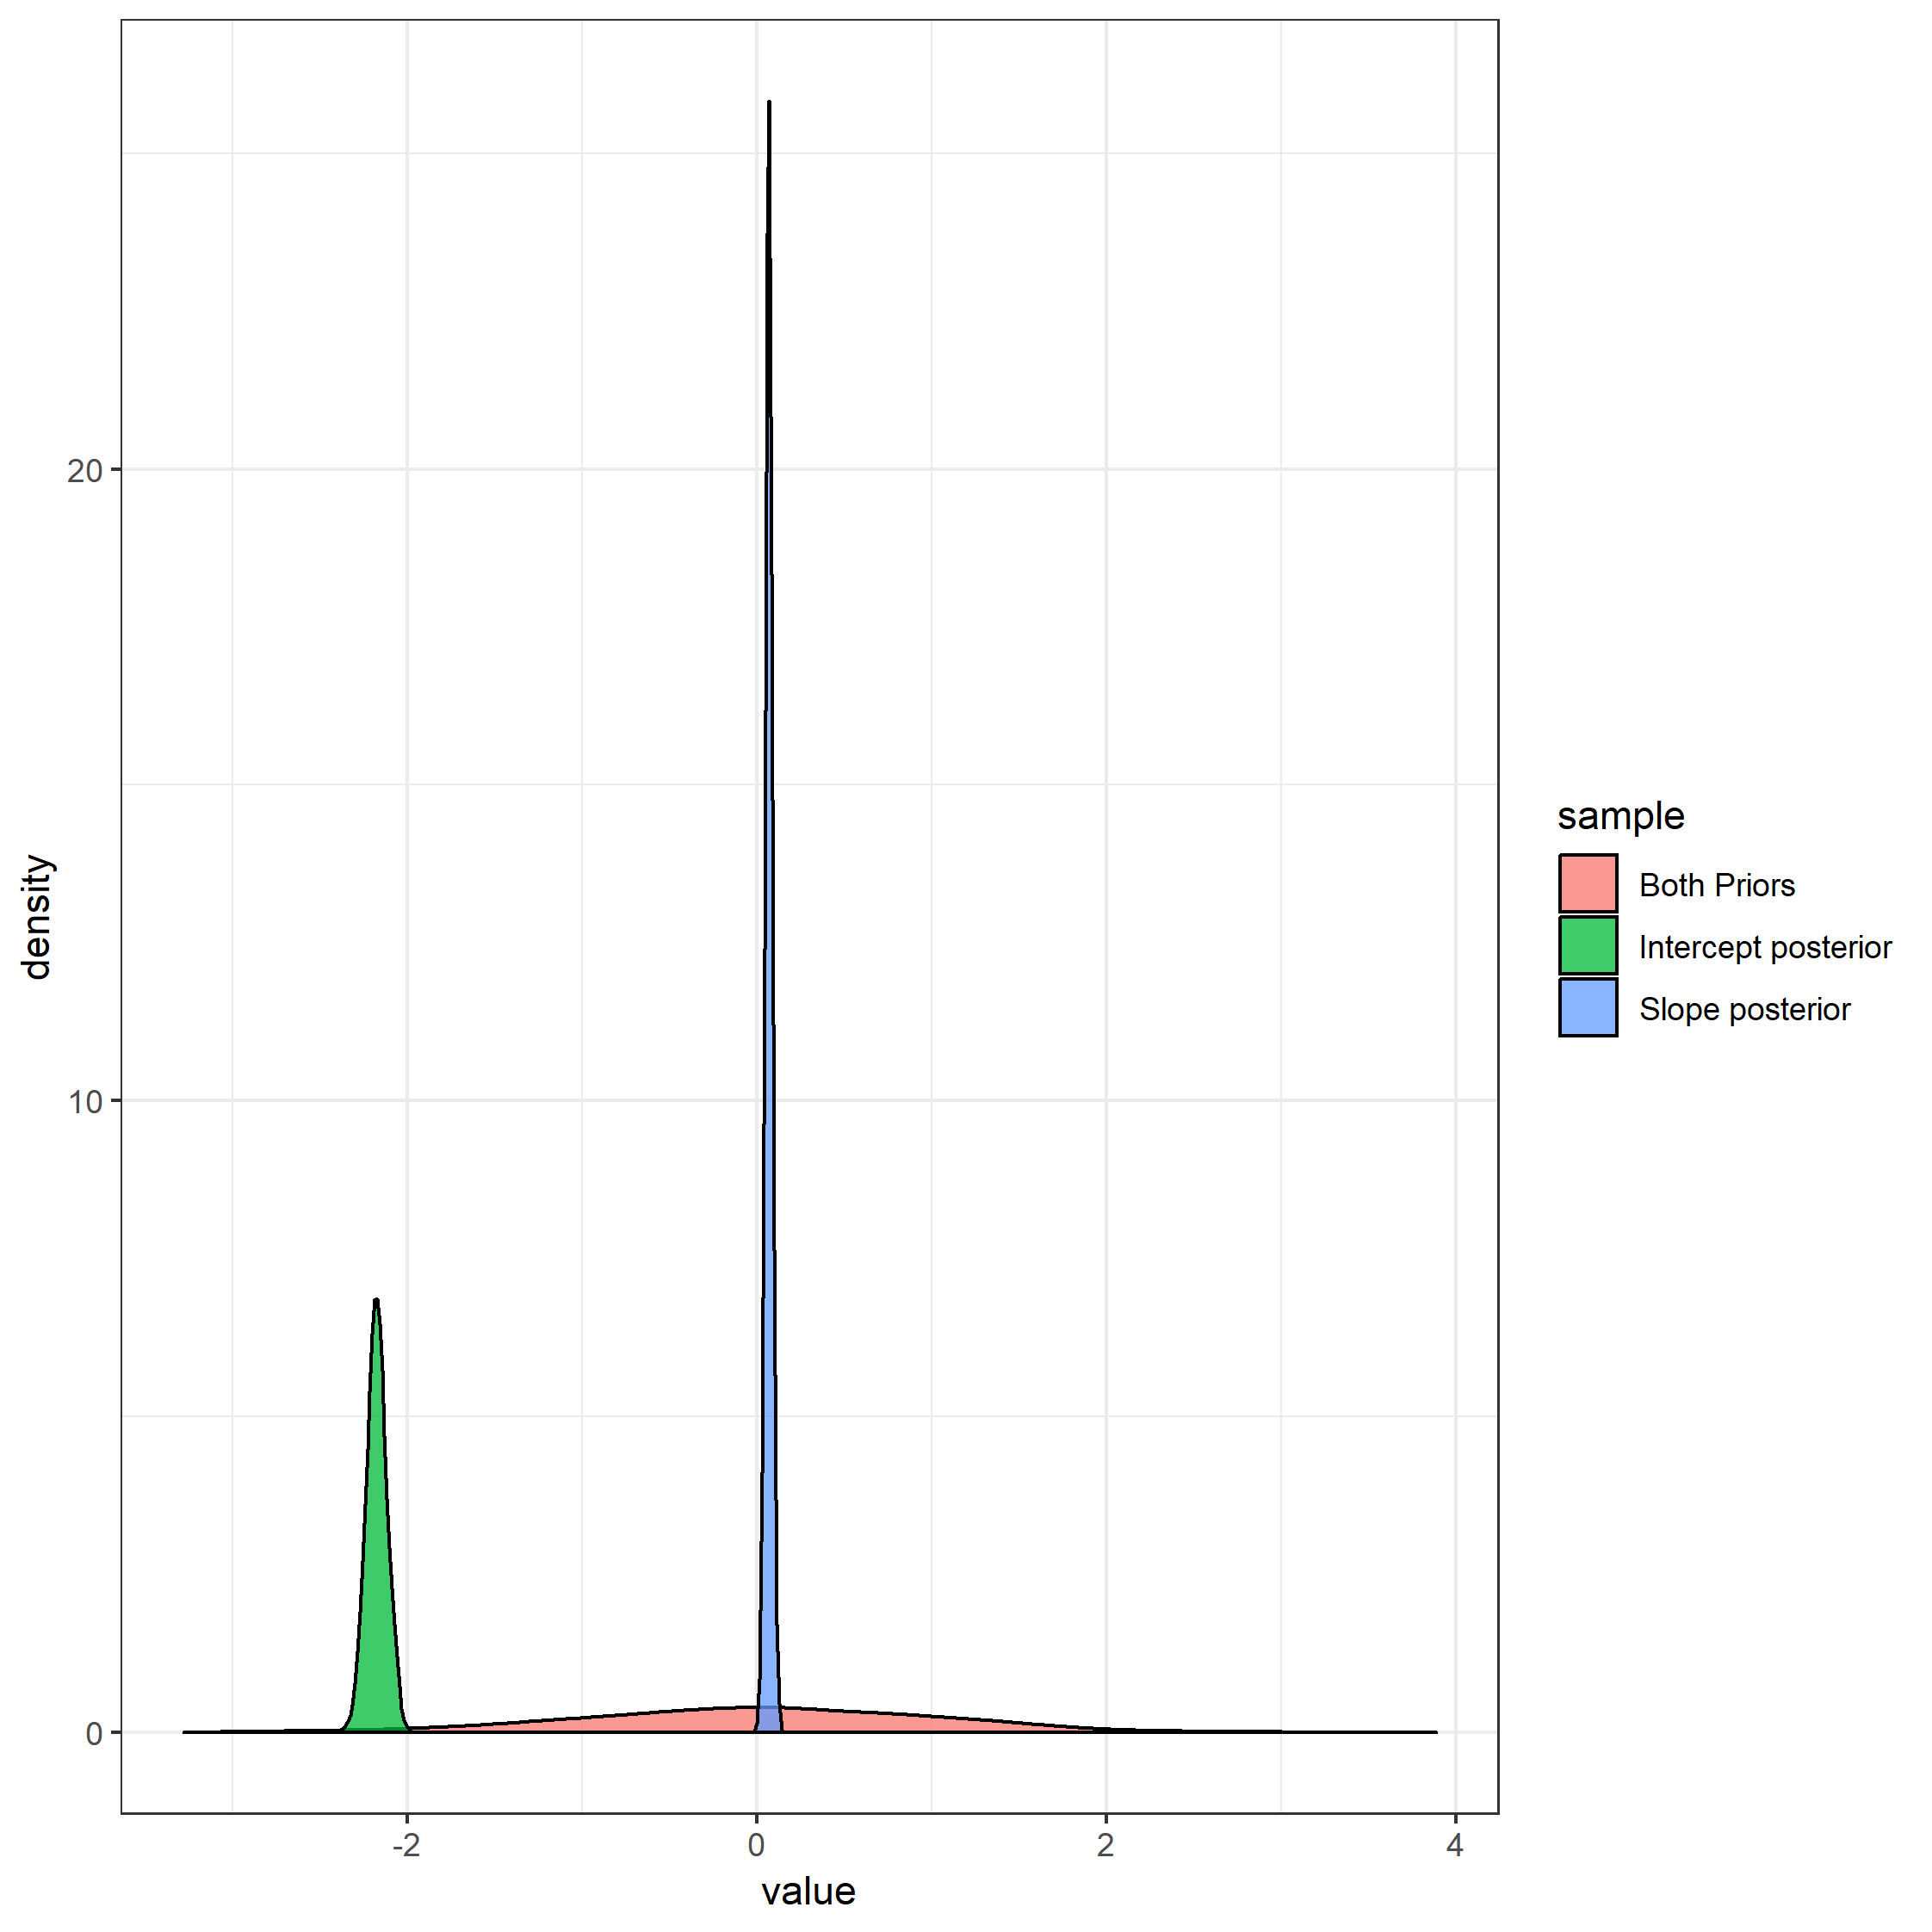 20
10
0
density
-2
0
2
4
value
sample
Both Priors
Intercept posterior
Slope posterior